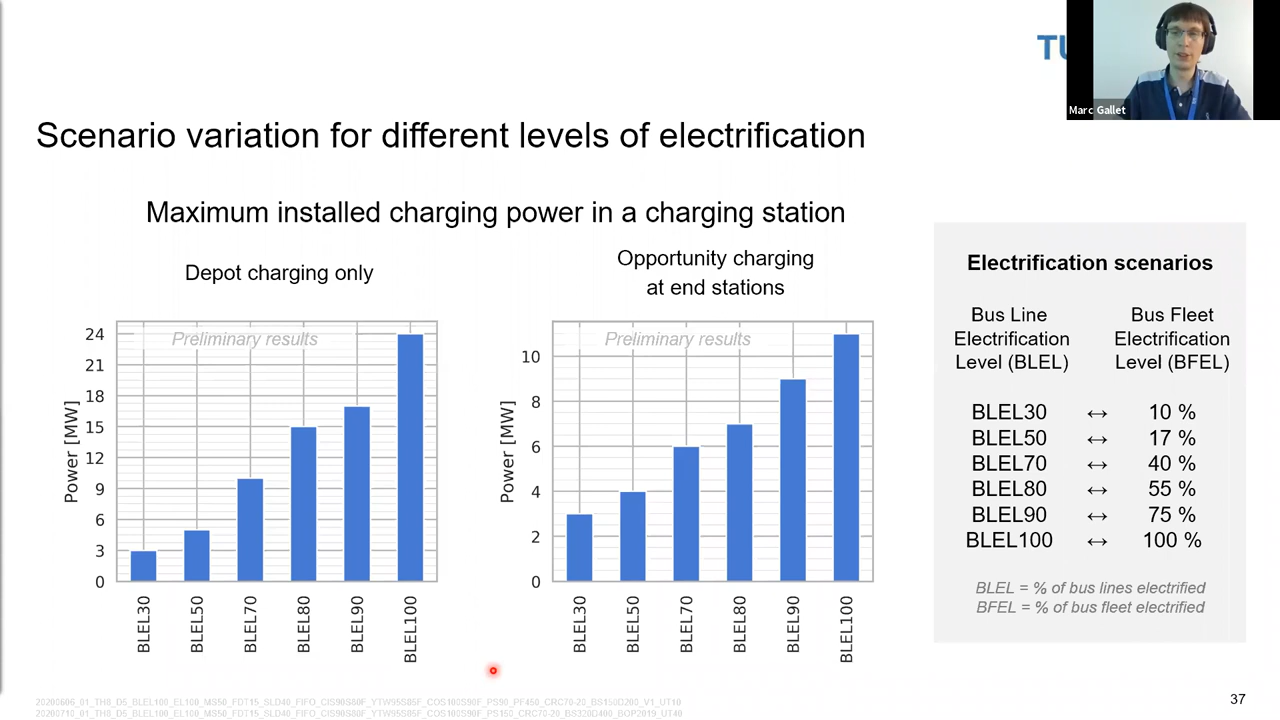 TU
Marc Gallet
Scenario variation for different levels of electrification
Maximum installed charging power in a charging station
Depot charging only
Opportunity charging
at end stations
Preliminary results
24
21
18
15
12
9
6
3
0
Power [MW]
BLEL30
BLEL50
BLEL70
BLEL80
BLEL90
BLEL100
Preliminary results
10
8
6
4
2
0
Power [MW]
BLEL30
BLEL50
BLEL70
BLEL80
BLEL90
BLEL100
Electrification scenarios
Bus Line Electrification Level (BLEL)
Bus Fleet Electrification Level (BFEL)
BLEL30 ↔ 10 %
BLEL50 ↔ 17 %
BLEL70 ↔ 40 %
BLEL80 ↔ 55 %
BLEL90 ↔ 75 %
BLEL100 ↔ 100 %
BLEL = % of bus lines electrified
BFEL = % of bus fleet electrified
37